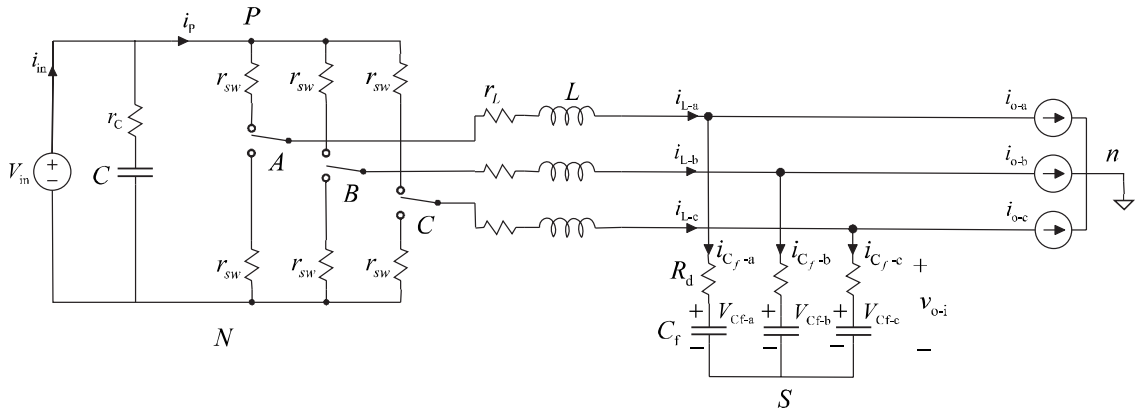 P
i_P
i_in
r_sw r_sw r_sw
r_C
V_in
C
A
B
C
r_sw r_sw r_sw
N
r_L
L
i_L-a
i_L-b
i_L-c
i_o-a
i_o-b
i_o-c
n
i_Cf-a i_Cf-b i_Cf-c
R_d
C_f
+ V_Cf-a −
+ V_Cf-b −
+ V_Cf-c −
+
v_o-i
−
S